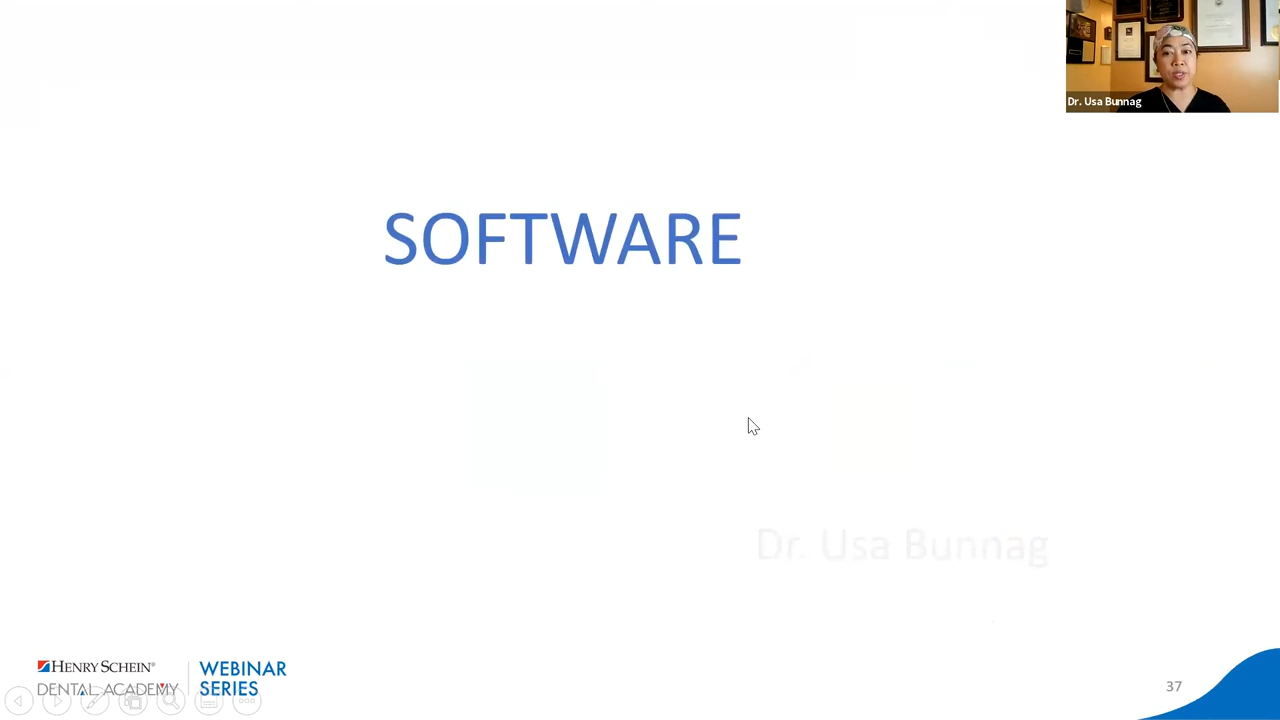 Dr. Usa Bunnag
SOFTWARE
Dr. Usa Bunnag
HENRY SCHEIN®
DENTAL ACADEMY
WEBINAR
SERIES
37